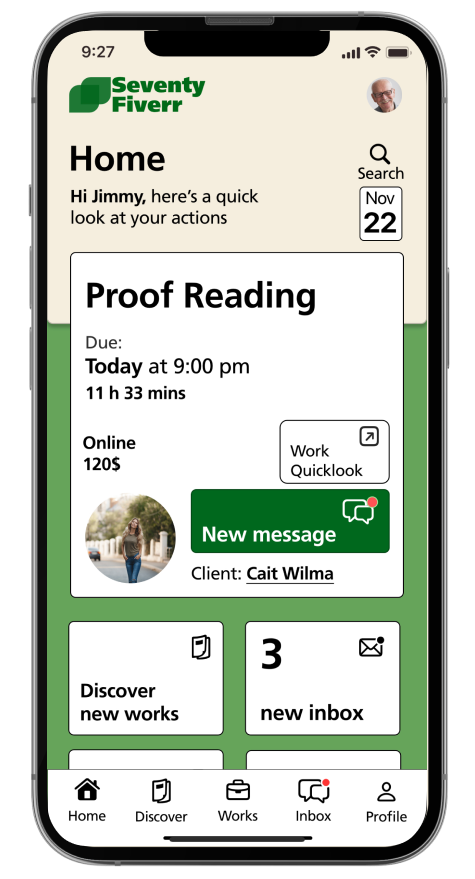 9:27
Seventy
Fiverr
Home
Search
Hi Jimmy, here's a quick
look at your actions
Nov
22
Proof Reading
Due:
Today at 9:00 pm
11 h 33 mins
Online
120$
Work
Quicklook
New message
Client: Cait Wilma
Discover
new works
3
new inbox
Home
Discover
Works
Inbox
Profile